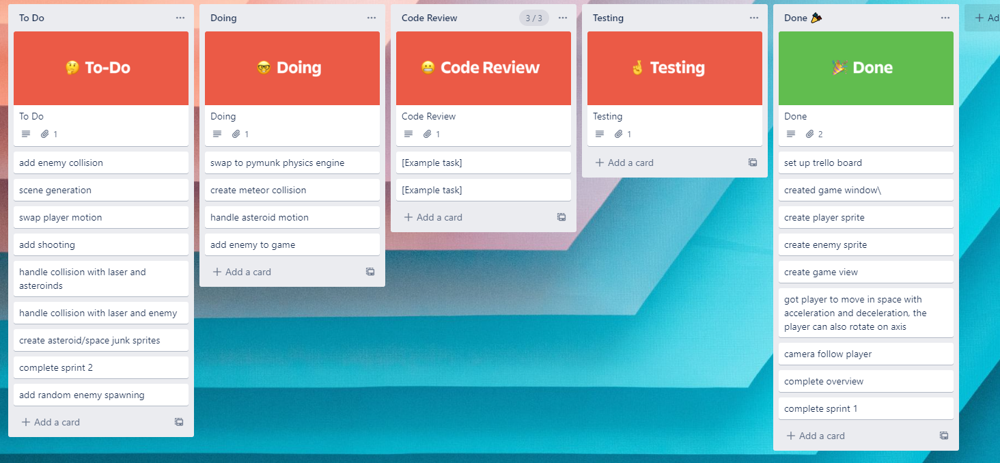 To Do
🤔 To-Do
To Do
1
add enemy collision
scene generation
swap player motion
add shooting
handle collision with laser and
asteroinds
handle collision with laser and enemy
create asteroid/space junk sprites
complete sprint 2
add random enemy spawning
+ Add a card
Doing
🤓 Doing
Doing
1
swap to pymunk physics engine
create meteor collision
handle asteroid motion
add enemy to game
+ Add a card
Code Review 3 / 3
😬 Code Review
Code Review
1
[Example task]
[Example task]
+ Add a card
Testing
🤞 Testing
Testing
1
+ Add a card
Done 🎉
🎉 Done
Done
2
set up trello board
created game window\
create player sprite
create enemy sprite
create game view
got player to move in space with
acceleration and deceleration, the
player can also rotate on axis
camera follow player
complete overview
complete sprint 1
+ Add a card
+ Ad